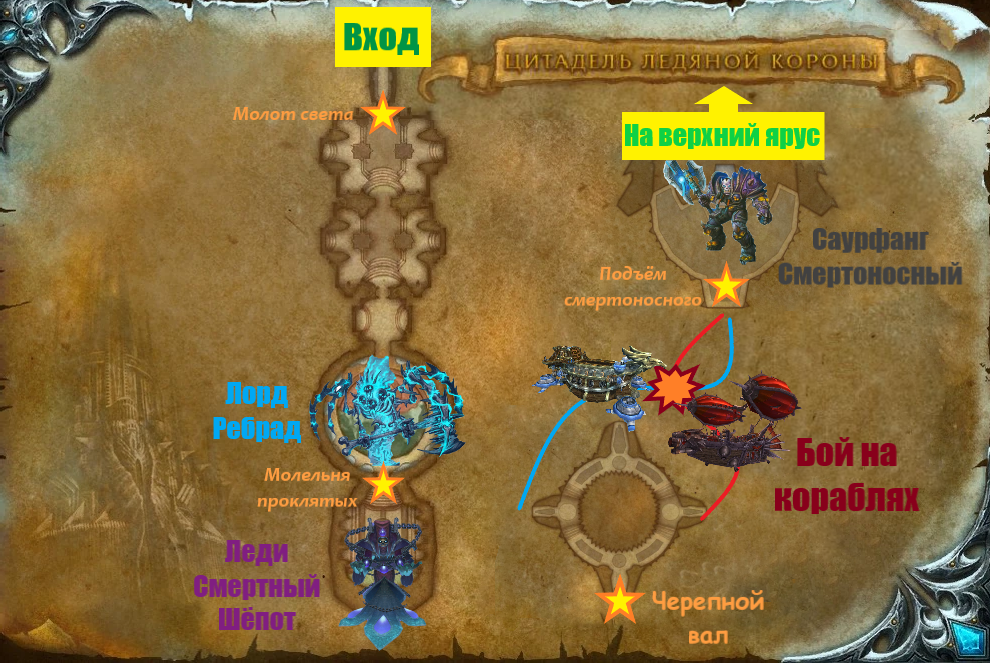 Вход
ЦИТАДЕЛЬ ЛЕДЯНОЙ КОРОНЫ
Молот света
На верхний ярус
Саурфанг
Смертоносный
Подъём
смертоносного
Лорд
Ребрад
Бой на
кораблях
Молельня
проклятых
Леди
Смертный
Шёпот
Черепной
вал